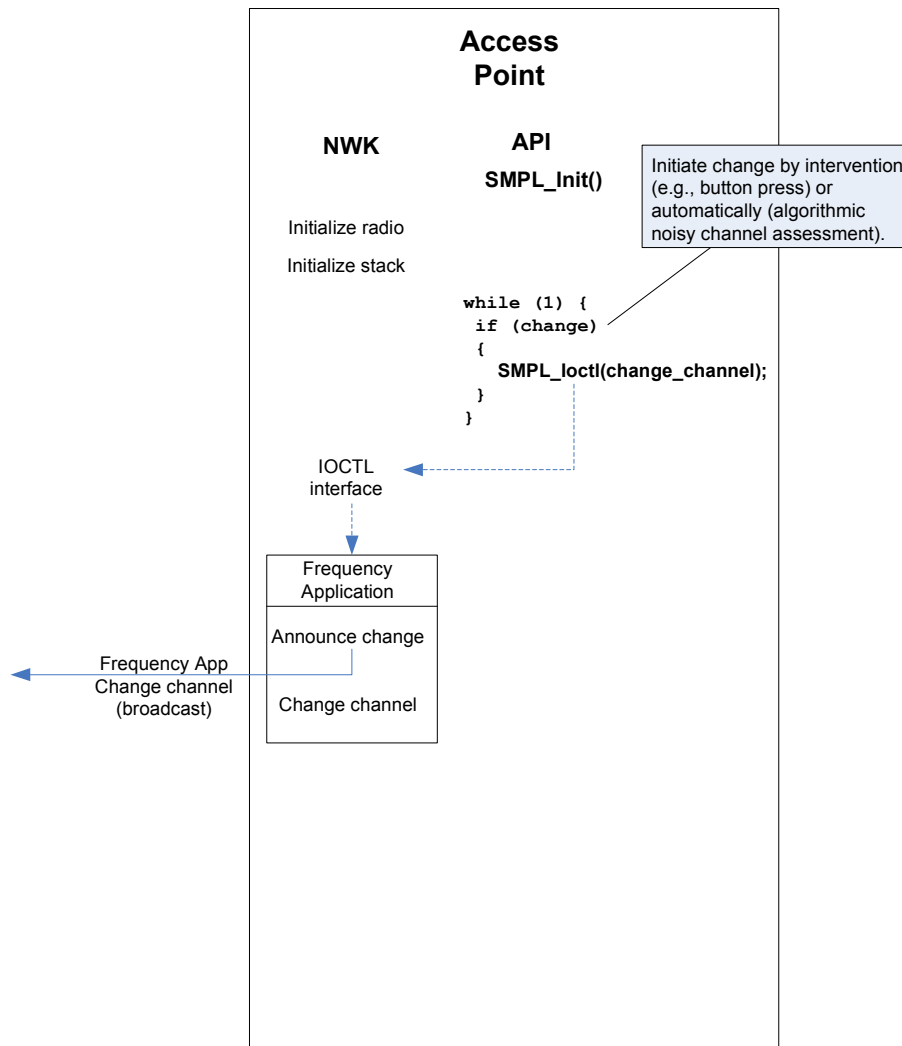 Access
Point
NWK
API
SMPL_Init()
Initiate change by intervention
(e.g., button press) or
automatically (algorithmic
noisy channel assessment).
Initialize radio
Initialize stack
while (1) {
if (change)
{
SMPL_Ioctl(change_channel);
}
}
IOCTL
interface
Frequency
Application
Announce change
Frequency App
Change channel
(broadcast)
Change channel